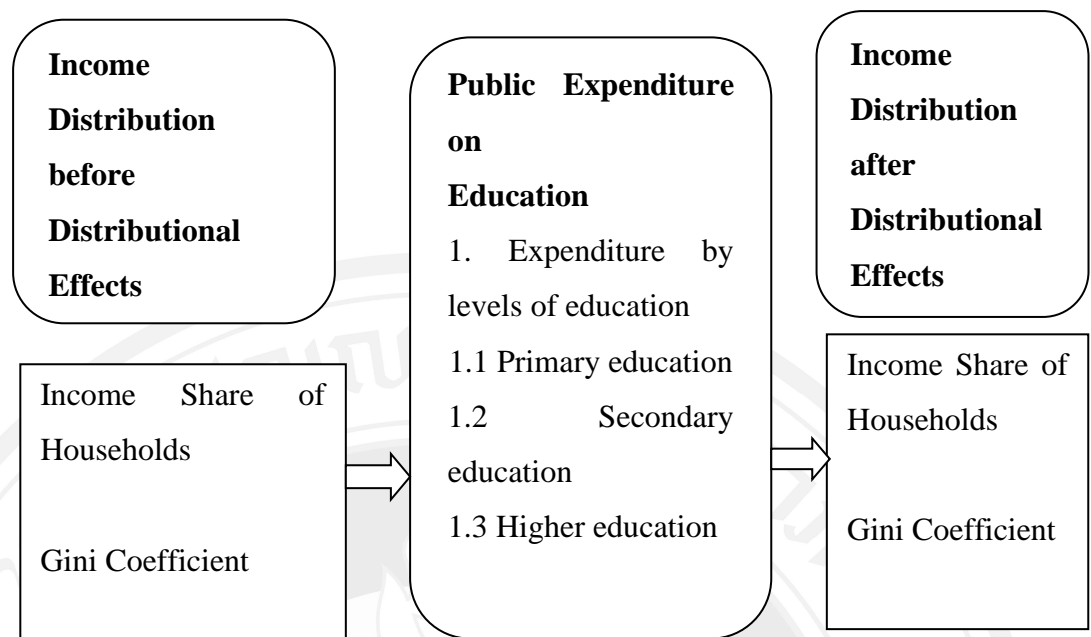 Income
Distribution
before
Distributional
Effects
Income Share of
Households
Gini Coefficient
Public Expenditure
on
Education
1. Expenditure by
levels of education
1.1 Primary education
1.2 Secondary
education
1.3 Higher education
Income
Distribution
after
Distributional
Effects
Income Share of
Households
Gini Coefficient